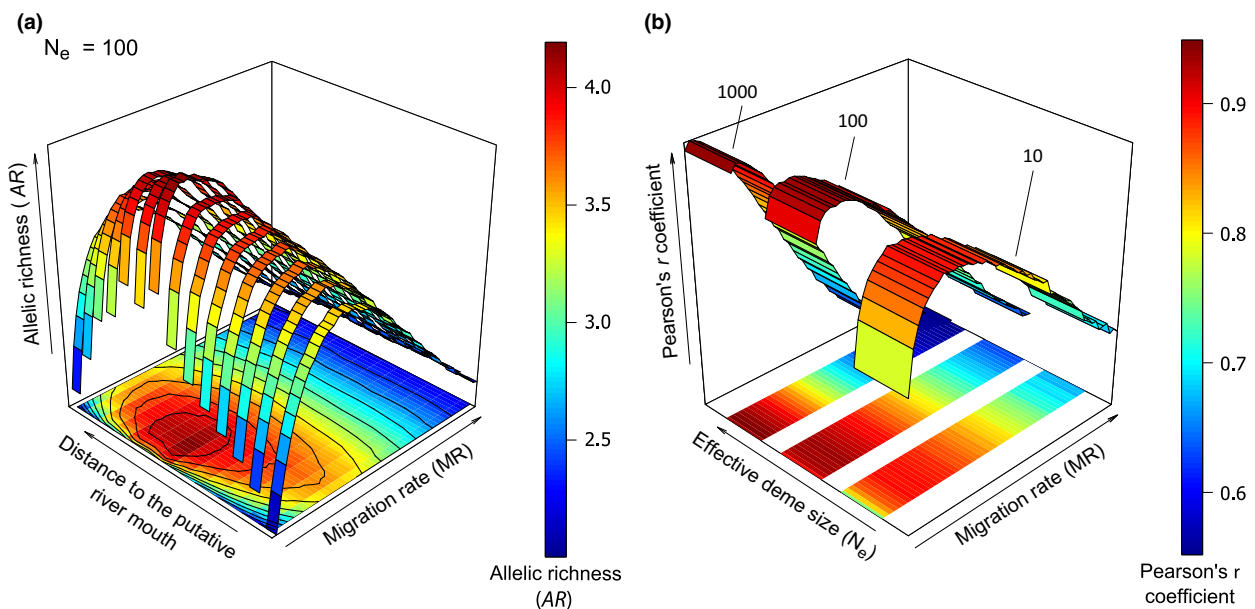 (a)
N_e = 100
Allelic richness (AR)
Distance to the putative
river mouth
Migration rate (MR)
4.0
3.5
3.0
2.5
Allelic richness
(AR)
(b)
1000
100
10
Pearson's r coefficient
Effective deme size (N_e)
Migration rate (MR)
0.9
0.8
0.7
0.6
Pearson's r
coefficient